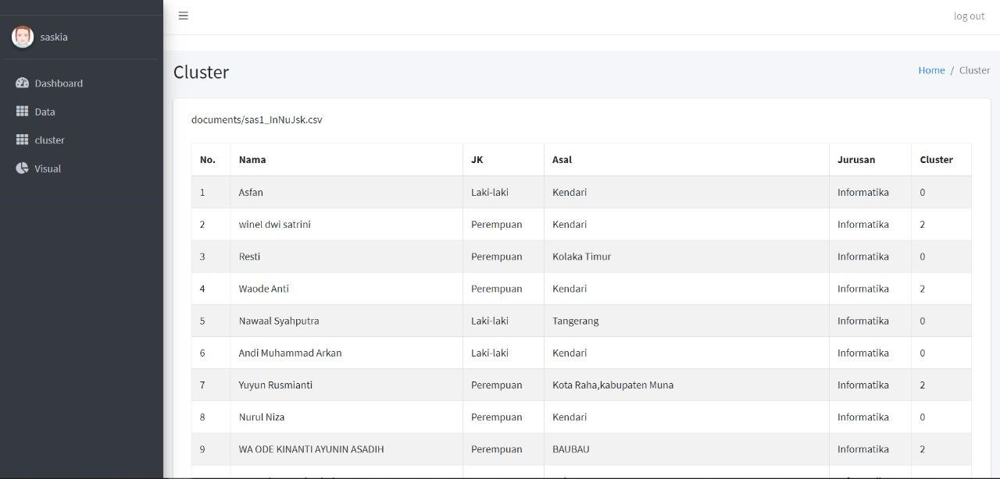 log out
saskia
Dashboard
Data
cluster
Visual
Cluster
Home / Cluster
documents/sas1_InNuJsk.csv
No. Nama JK Asal Jurusan Cluster
1 Asfan Laki-laki Kendari Informatika 0
2 winel dwi satrini Perempuan Kendari Informatika 2
3 Resti Perempuan Kolaka Timur Informatika 0
4 Waode Anti Perempuan Kendari Informatika 2
5 Nawaal Syahputra Laki-laki Tangerang Informatika 0
6 Andi Muhammad Arkan Laki-laki Kendari Informatika 0
7 Yuyun Rusmianti Perempuan Kota Raha,kabupaten Muna Informatika 2
8 Nurul Niza Perempuan Kendari Informatika 0
9 WA ODE KINANTI AYUNIN ASADIH Perempuan BAUBAU Informatika 2